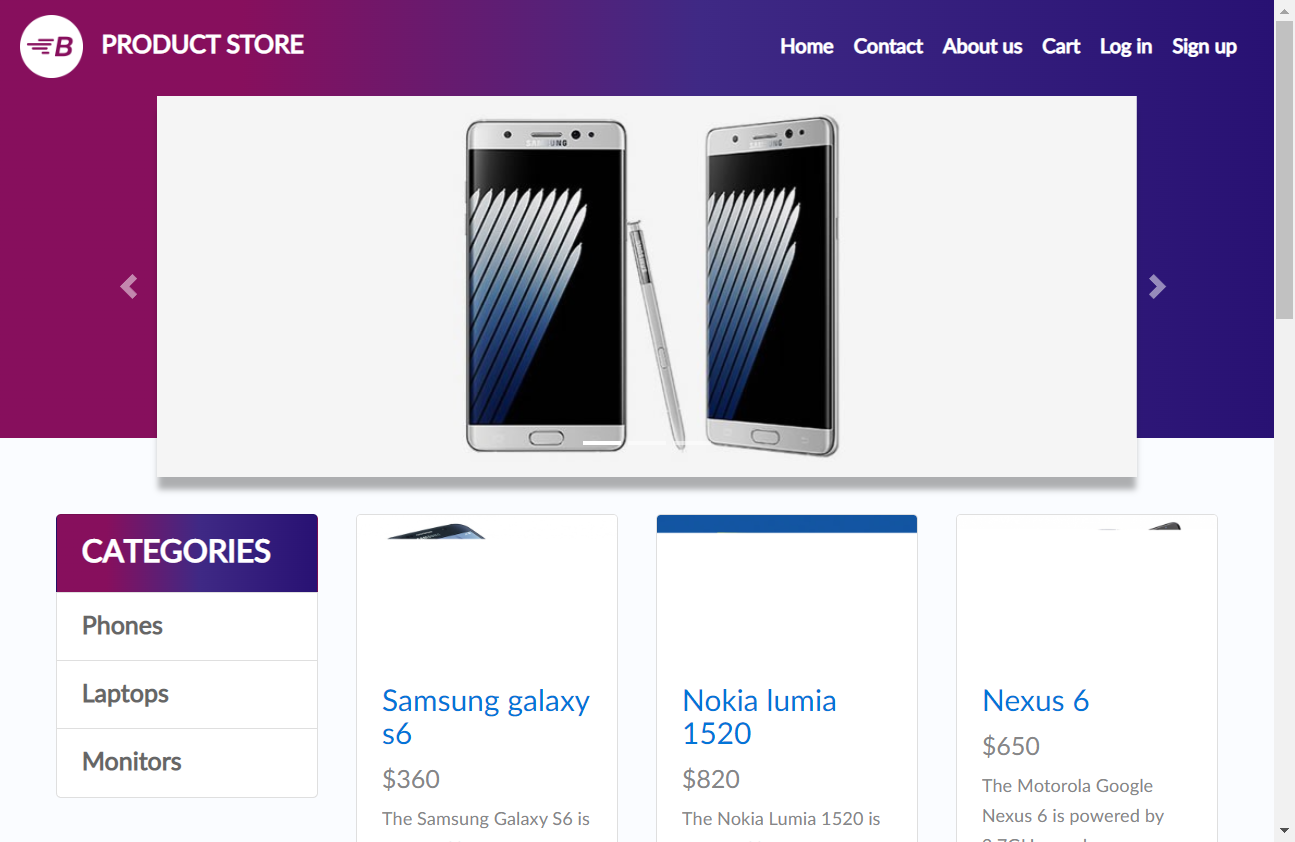 B PRODUCT STORE
Home Contact About us Cart Log in Sign up
SAMSUNG SAMSUNG
CATEGORIES
Phones
Laptops
Monitors
Samsung galaxy
s6
$360
The Samsung Galaxy S6 is
Nokia lumia
1520
$820
The Nokia Lumia 1520 is
Nexus 6
$650
The Motorola Google
Nexus 6 is powered by